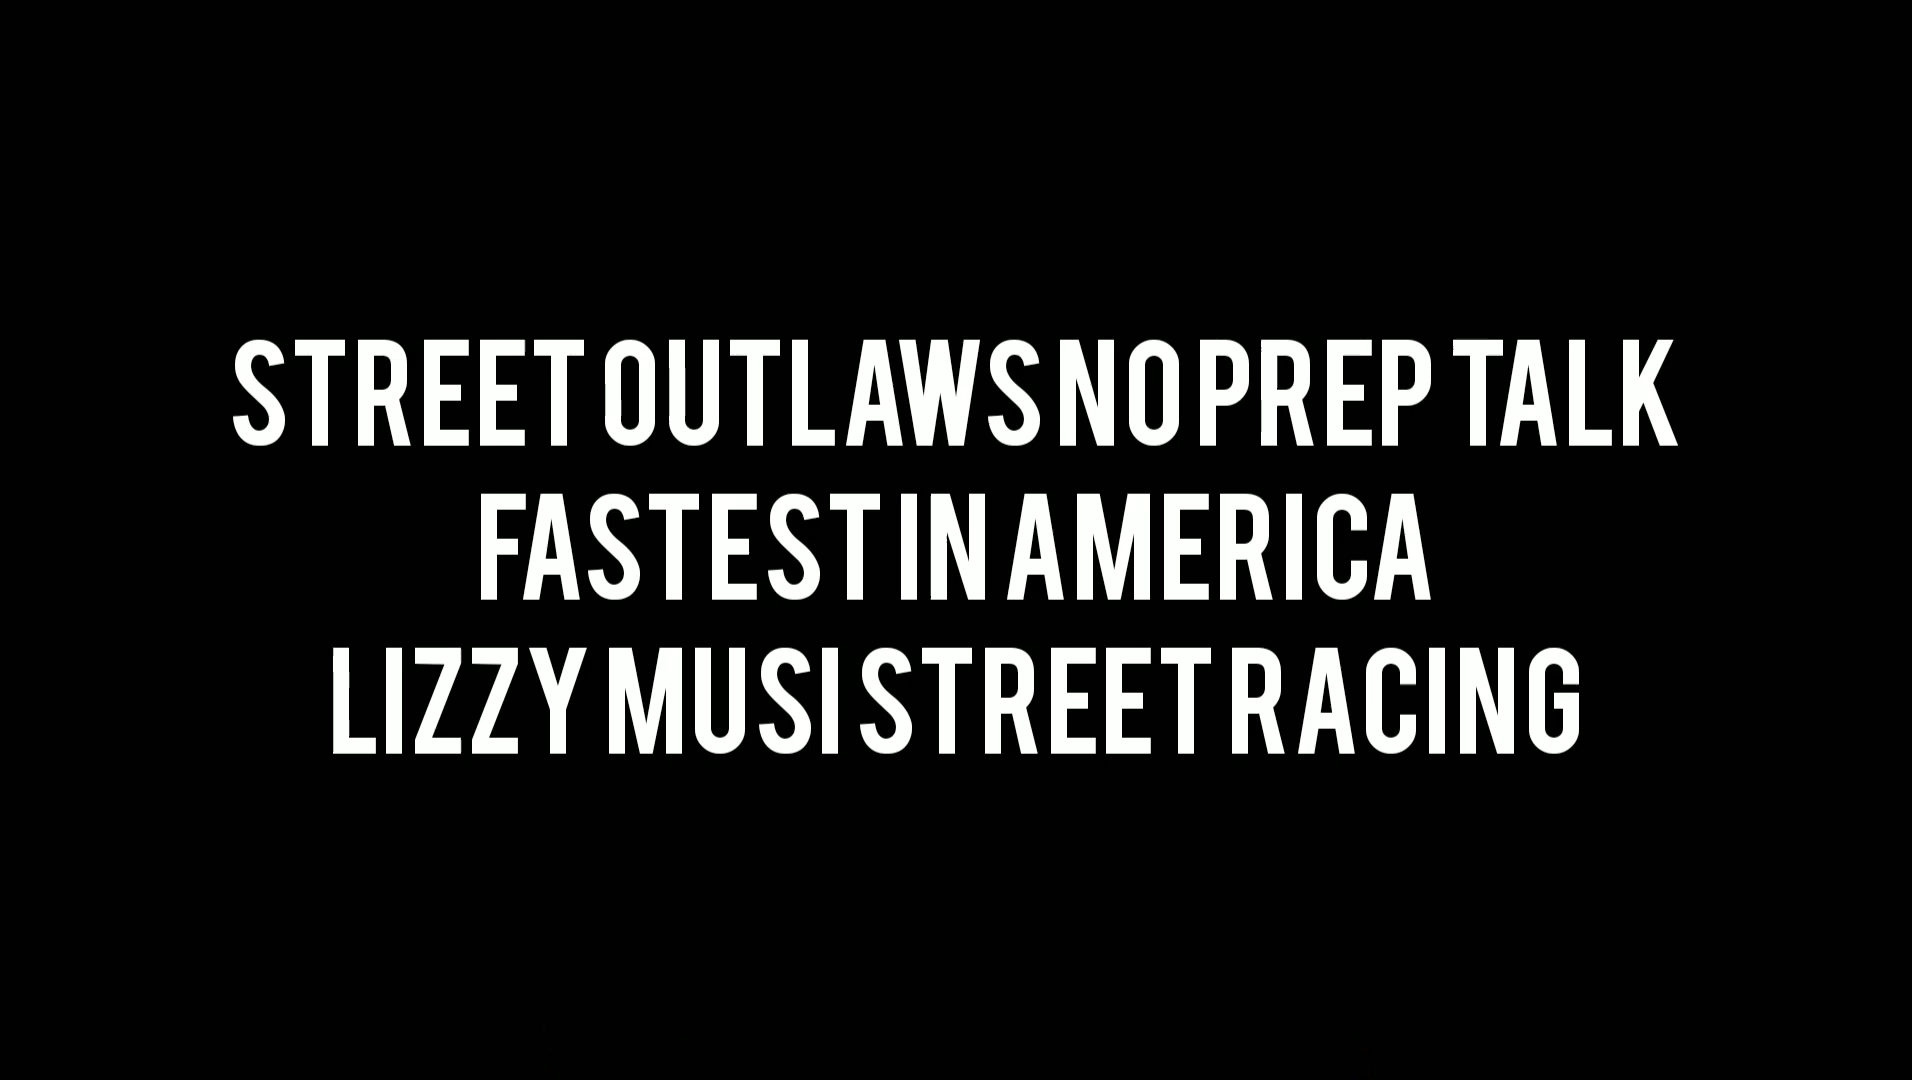 STREET OUTLAWS NO PREP TALK
FASTEST IN AMERICA
LIZZY MUSI STREET RACING